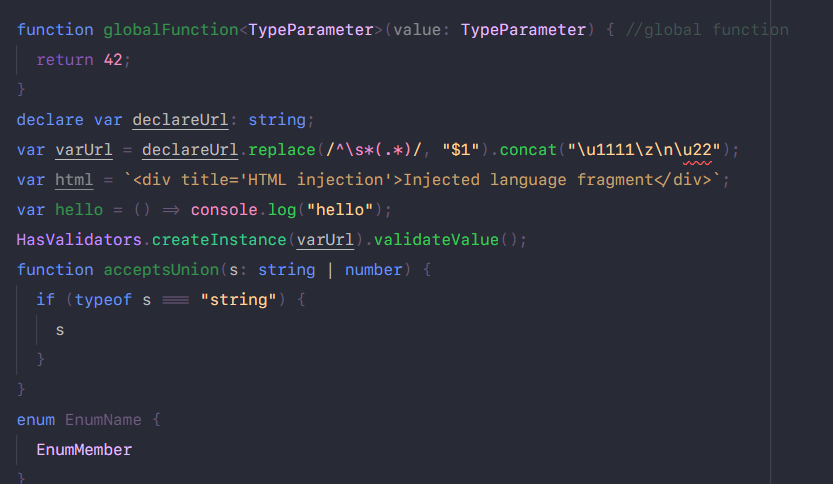 function globalFunction<TypeParameter>(value: TypeParameter) { //global function
return 42;
}
declare var declareUrl: string;
var varUrl = declareUrl.replace(/^\s*(.*)/, "$1").concat("\u1111\z\n\u22");
var html = `<div title='HTML injection'>Injected language fragment</div>`;
var hello = () => console.log("hello");
HasValidators.createInstance(varUrl).validateValue();
function acceptsUnion(s: string | number) {
if (typeof s === "string") {
s
}
}
enum EnumName {
EnumMember
}